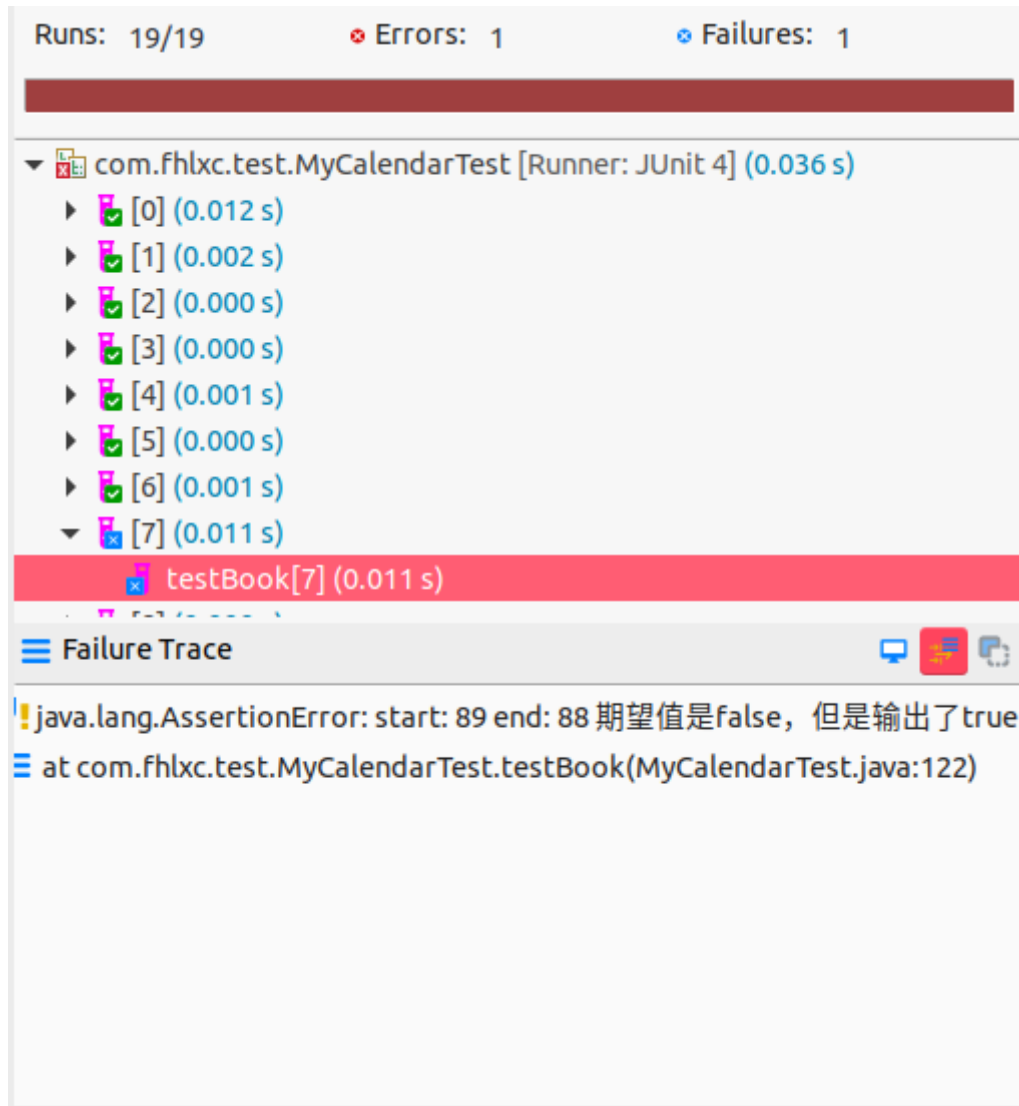 Runs: 19/19 Errors: 1 Failures: 1
com.fhlxc.test.MyCalendarTest [Runner: JUnit 4] (0.036 s)
[0] (0.012 s)
[1] (0.002 s)
[2] (0.000 s)
[3] (0.000 s)
[4] (0.001 s)
[5] (0.000 s)
[6] (0.001 s)
[7] (0.011 s)
testBook[7] (0.011 s)
Failure Trace
java.lang.AssertionError: start: 89 end: 88 期望值是false，但是输出了true
at com.fhlxc.test.MyCalendarTest.testBook(MyCalendarTest.java:122)